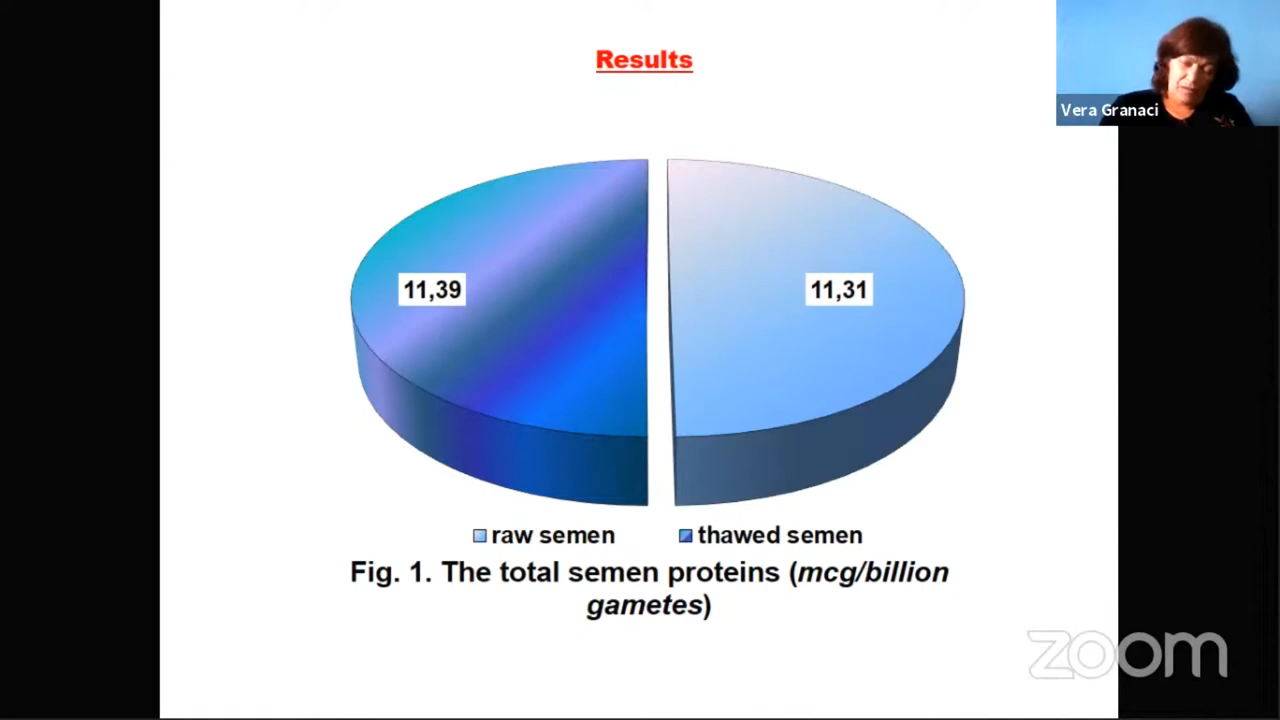 Results
Vera Granaci
11,39
11,31
raw semen thawed semen
Fig. 1. The total semen proteins (mcg/billion
gametes)
zoom